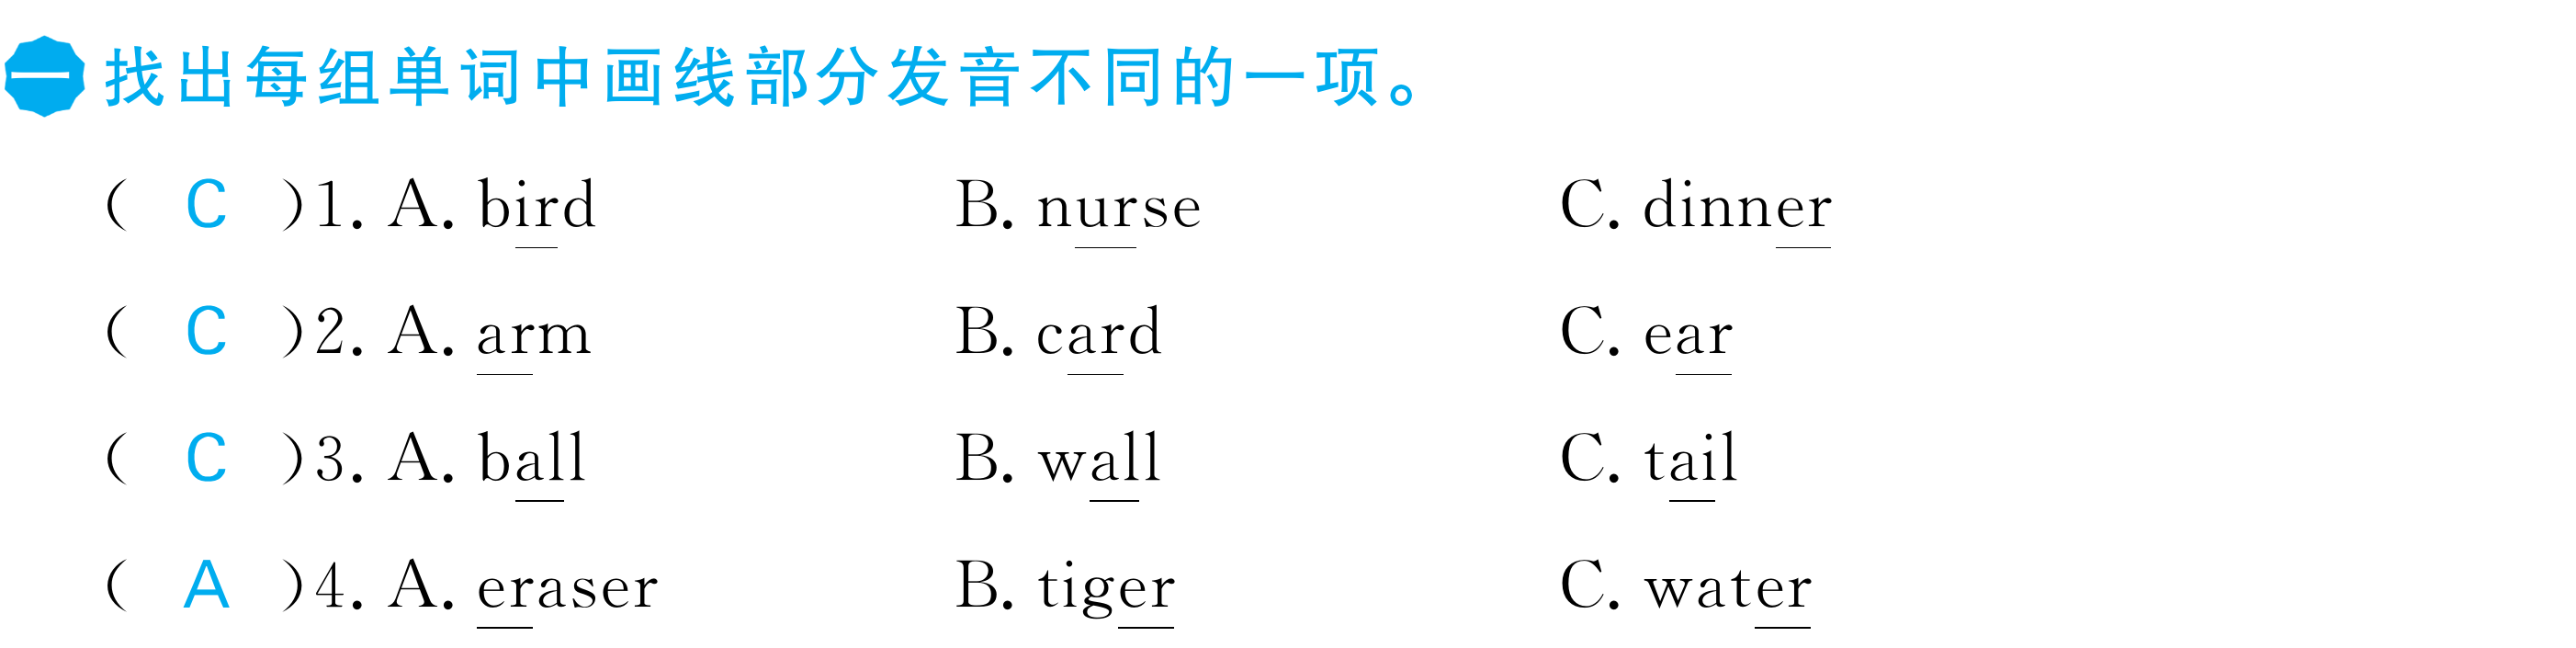 一 找出每组单词中画线部分发音不同的一项。
( C )1. A. bird B. nurse C. dinner
( C )2. A. arm B. card C. ear
( C )3. A. ball B. wall C. tail
( A )4. A. eraser B. tiger C. water